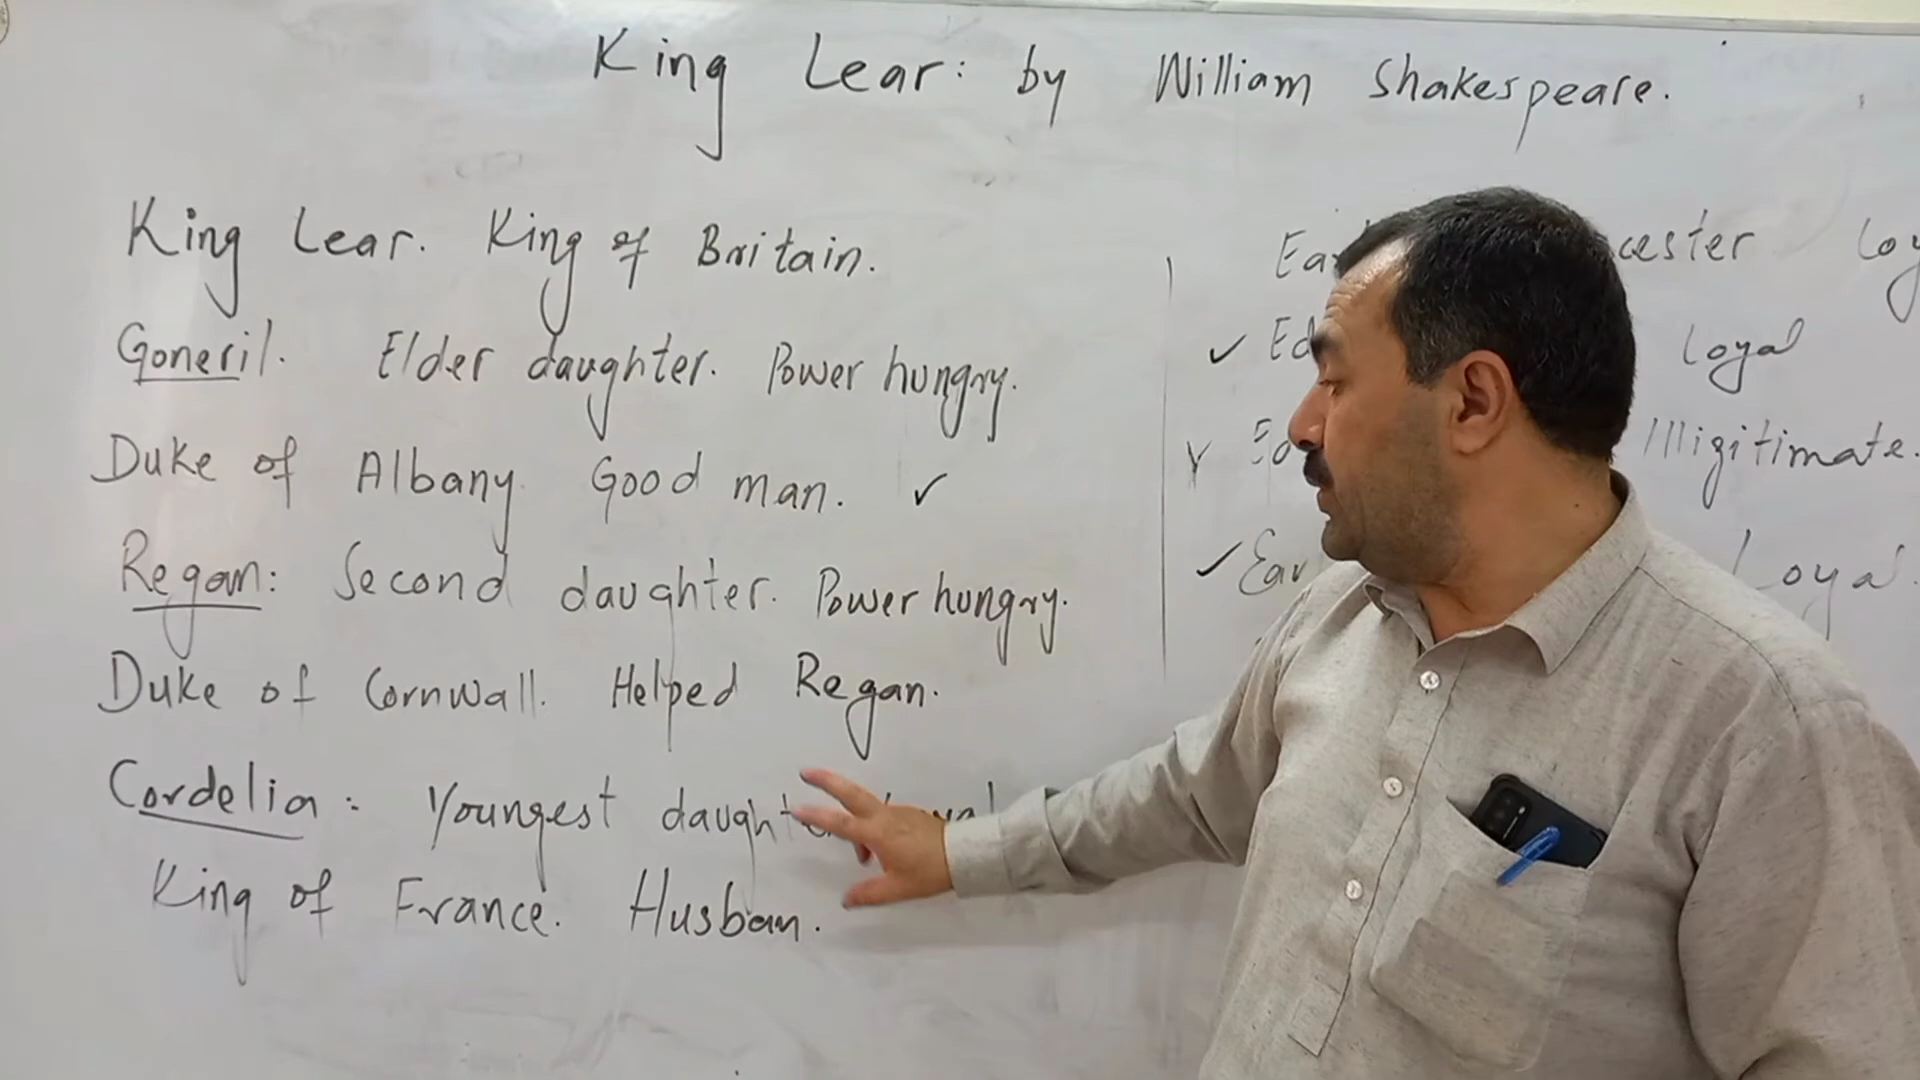 King Lear: by William Shakespeare.
King Lear. King of Britain.
Goneril. Elder daughter. Power hungry.
Duke of Albany. Good man. ✓
Regan: Second daughter. Power hungry.
Duke of Cornwall. Helped Regan.
Cordelia: Youngest
King of France. Husban.
✓ loyal
Illigitimate.
✓ Loyal.